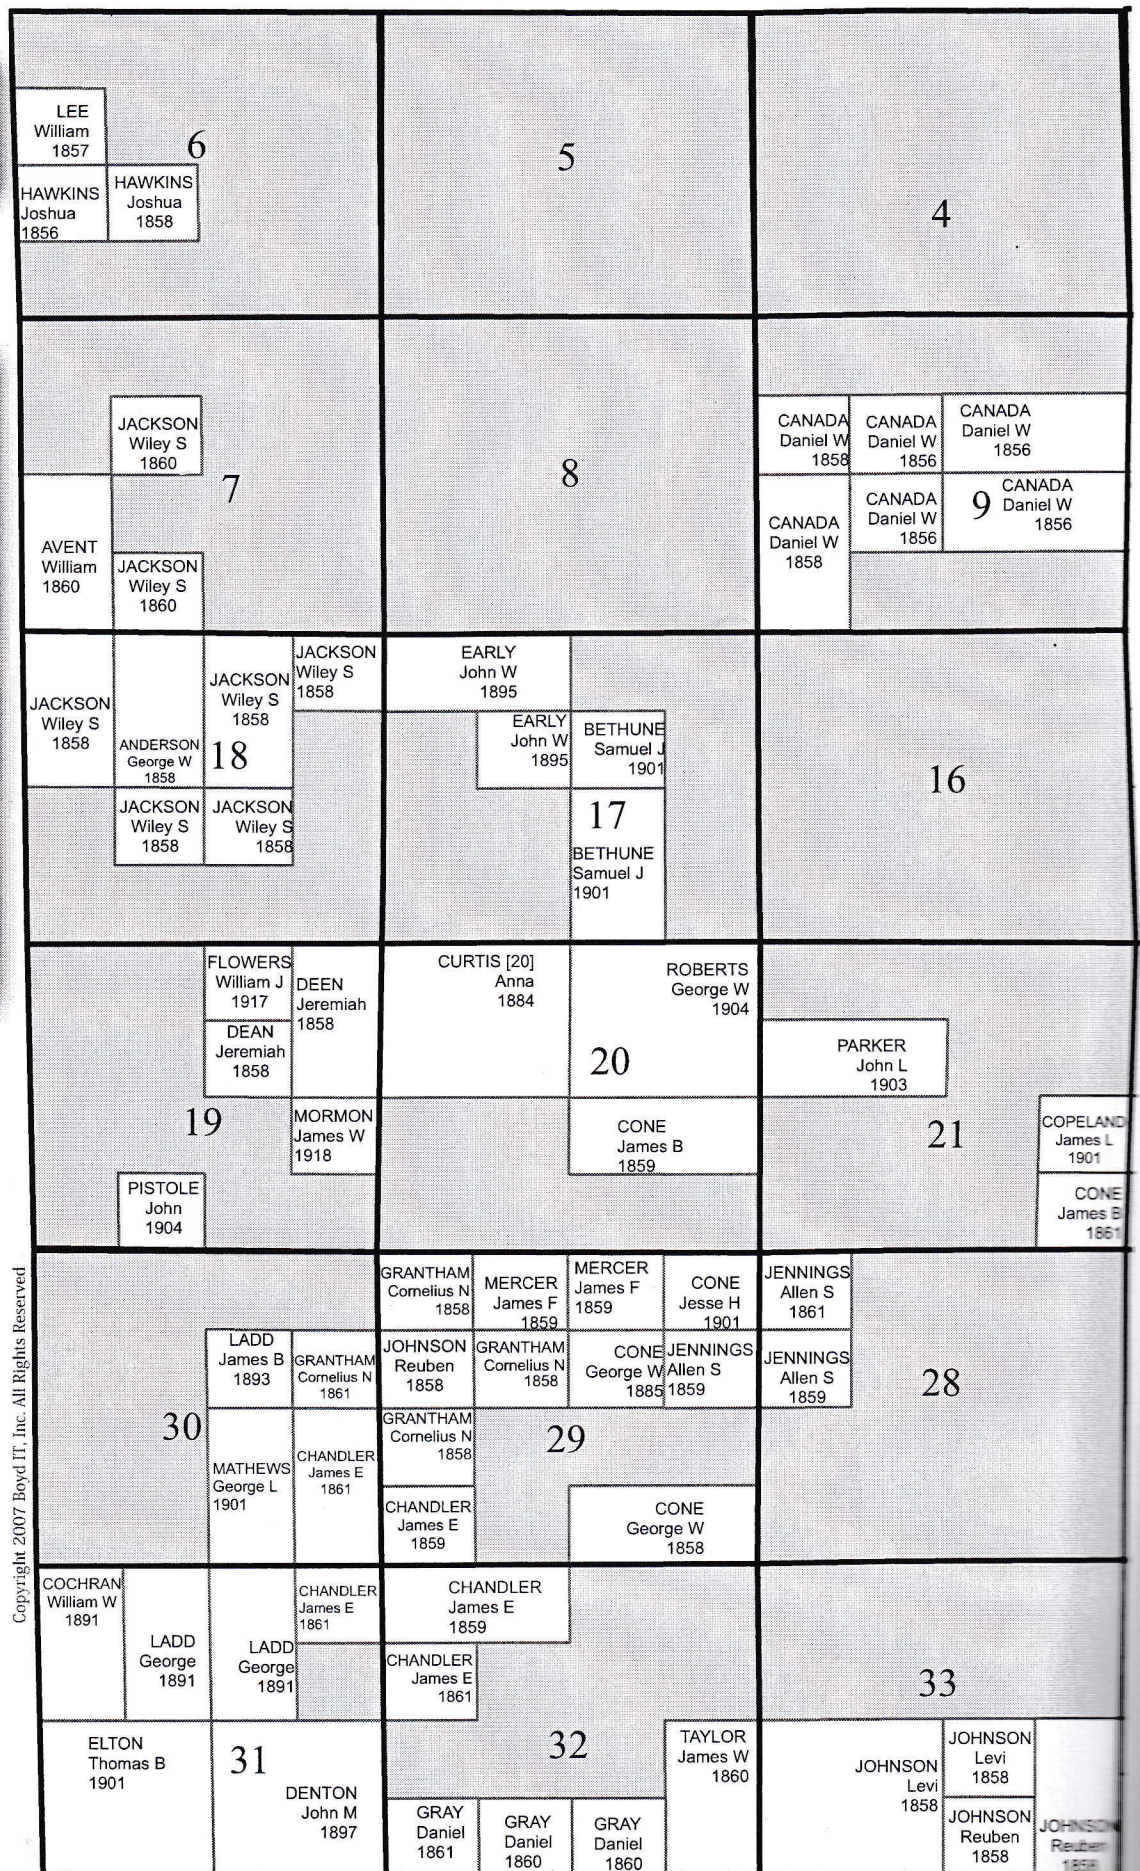 LEE
William
1857
6
HAWKINS
Joshua
1856
HAWKINS
Joshua
1858
5
4
JACKSON
Wiley S
1860
7
AVENT
William
1860
JACKSON
Wiley S
1860
8
CANADA
Daniel W
1858
CANADA
Daniel W
1856
CANADA
Daniel W
1856
CANADA
Daniel W
1858
CANADA
Daniel W
1856
9
CANADA
Daniel W
1856
JACKSON
Wiley S
1858
ANDERSON
George W
1858
JACKSON
Wiley S
1858
18
JACKSON
Wiley S
1858
JACKSON
Wiley S
1858
JACKSON
Wiley S
1858
EARLY
John W
1895
EARLY
John W
1895
BETHUNE
Samuel J
1901
17
BETHUNE
Samuel J
1901
16
FLOWERS
William J
1917
DEEN
Jeremiah
1858
DEAN
Jeremiah
1858
19
MORMON
James W
1918
PISTOLE
John
1904
CURTIS [20]
Anna
1884
ROBERTS
George W
1904
20
CONE
James B
1859
PARKER
John L
1903
21
COPELAND
James L
1901
CONE
James B
1861
LADD
James B
1893
GRANTHAM
Cornelius N
1861
30
MATHEWS
George L
1901
CHANDLER
James E
1861
GRANTHAM
Cornelius N
1858
MERCER
James F
1859
MERCER
James F
1859
CONE
Jesse H
1901
JOHNSON
Reuben
1858
GRANTHAM
Cornelius N
1858
CONE
George W
1885
JENNINGS
Allen S
1859
GRANTHAM
Cornelius N
1858
29
CHANDLER
James E
1859
CONE
George W
1858
JENNINGS
Allen S
1861
JENNINGS
Allen S
1859
28
COCHRAN
William W
1891
LADD
George
1891
LADD
George
1891
CHANDLER
James E
1861
ELTON
Thomas B
1901
31
DENTON
John M
1897
CHANDLER
James E
1859
CHANDLER
James E
1861
32
TAYLOR
James W
1860
GRAY
Daniel
1861
GRAY
Daniel
1860
GRAY
Daniel
1860
33
JOHNSON
Levi
1858
JOHNSON
Levi
1858
JOHNSON
Reuben
1858
JOHNSON
Reuben
Copyright 2007 Boyd IT, Inc. All Rights Reserved